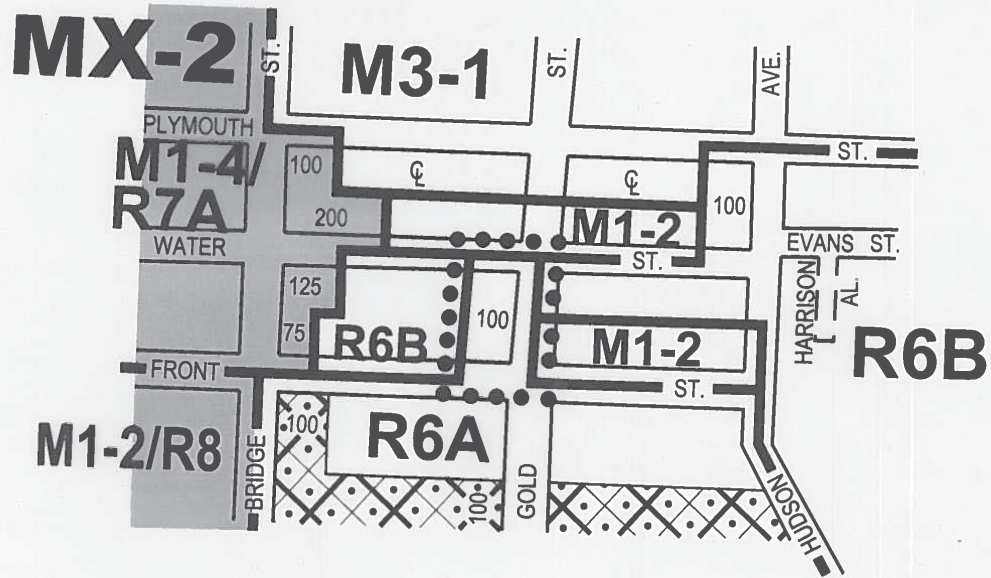 MX-2
ST.
M3-1
ST.
AVE.
PLYMOUTH
ST.
M1-4/
R7A
100
℄
℄
200
100
M1-2
WATER
ST.
EVANS ST.
HARRISON
AL.
125
75
100
R6B
M1-2
R6B
FRONT
ST.
M1-2/R8
BRIDGE
100
R6A
100
GOLD
HUDSON